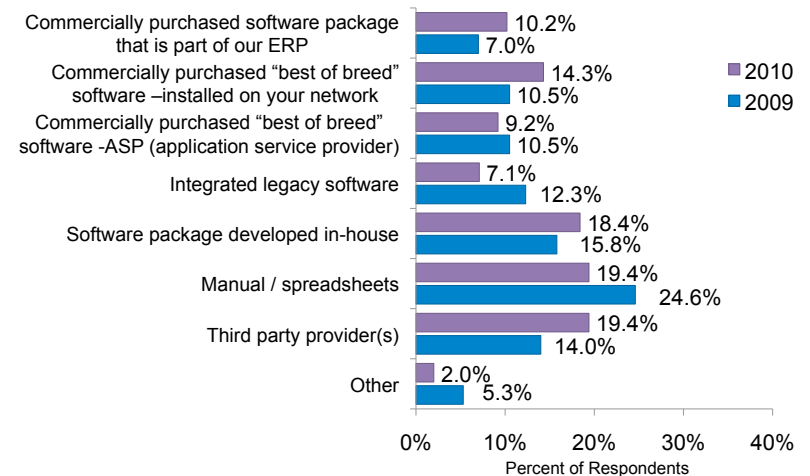 Commercially purchased software package
that is part of our ERP
10.2%
7.0%
Commercially purchased “best of breed”
software –installed on your network
14.3%
10.5%
2010
2009
Commercially purchased “best of breed”
software -ASP (application service provider)
9.2%
10.5%
Integrated legacy software
7.1%
12.3%
Software package developed in-house
18.4%
15.8%
Manual / spreadsheets
19.4%
24.6%
Third party provider(s)
19.4%
14.0%
Other
2.0%
5.3%
0% 10% 20% 30% 40%
Percent of Respondents